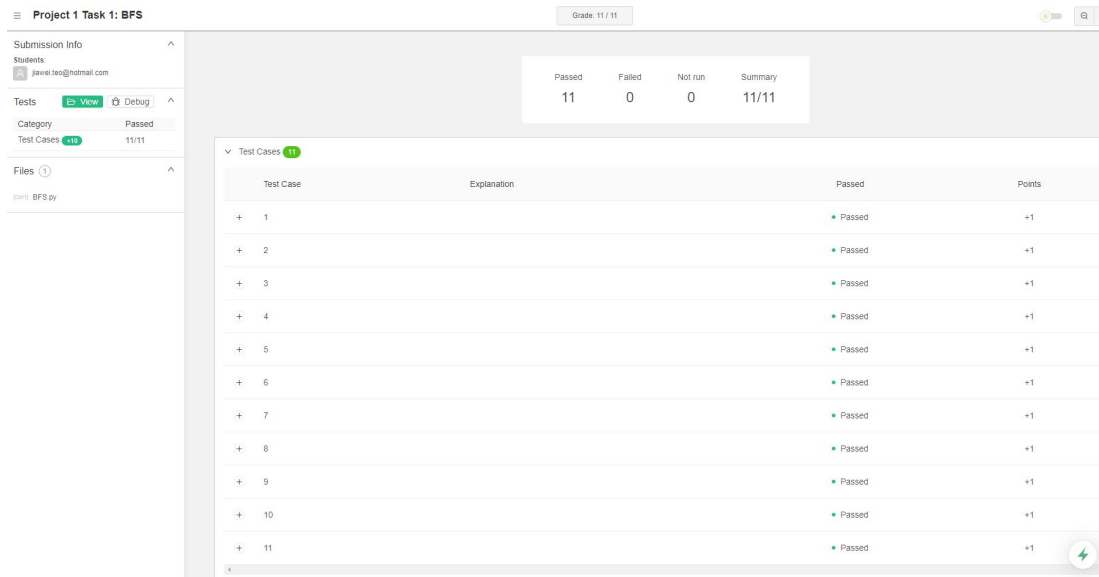 Project 1 Task 1: BFS
Grade: 11 / 11
Submission Info
Students:
jiawei.teo@hotmail.com
Tests View Debug
Category Passed
Test Cases +10 11/11
Files 1
BFS.py
Passed Failed Not run Summary
11 0 0 11/11
Test Cases 11
Test Case Explanation Passed Points
+ 1 Passed +1
+ 2 Passed +1
+ 3 Passed +1
+ 4 Passed +1
+ 5 Passed +1
+ 6 Passed +1
+ 7 Passed +1
+ 8 Passed +1
+ 9 Passed +1
+ 10 Passed +1
+ 11 Passed +1